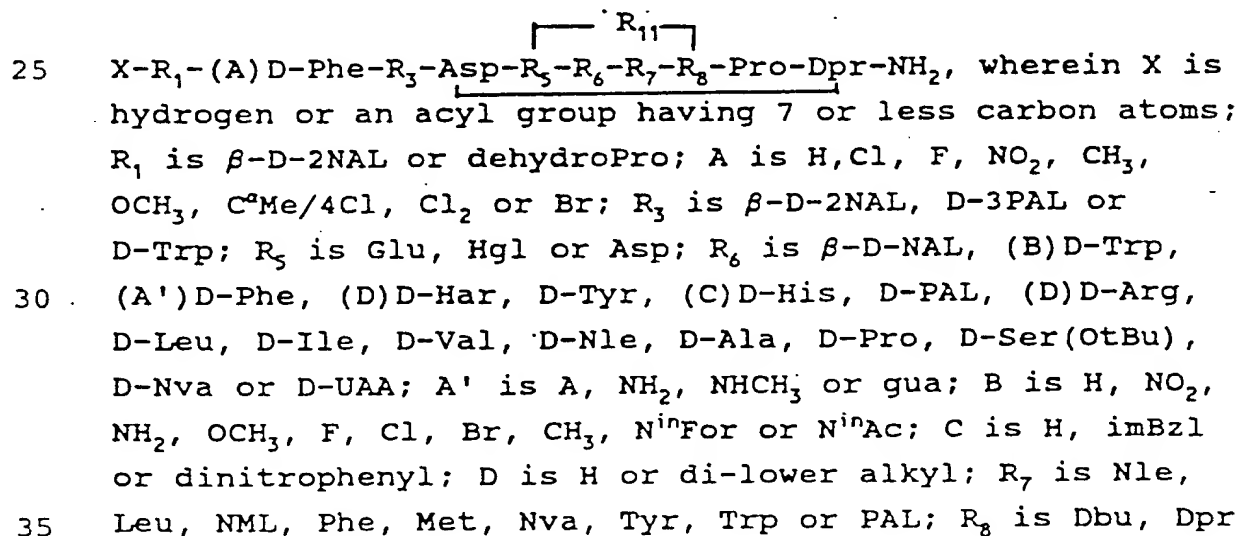 R₁₁
25 X-R₁-(A)D-Phe-R₃-Asp-R₅-R₆-R₇-R₈-Pro-Dpr-NH₂, wherein X is
hydrogen or an acyl group having 7 or less carbon atoms;
R₁ is β-D-2NAL or dehydroPro; A is H,Cl, F, NO₂, CH₃,
OCH₃, CᵅMe/4Cl, Cl₂ or Br; R₃ is β-D-2NAL, D-3PAL or
D-Trp; R₅ is Glu, Hgl or Asp; R₆ is β-D-NAL, (B)D-Trp,
30 (A')D-Phe, (D)D-Har, D-Tyr, (C)D-His, D-PAL, (D)D-Arg,
D-Leu, D-Ile, D-Val, D-Nle, D-Ala, D-Pro, D-Ser(OtBu),
D-Nva or D-UAA; A' is A, NH₂, NHCH₃ or gua; B is H, NO₂,
NH₂, OCH₃, F, Cl, Br, CH₃, NⁱⁿFor or NⁱⁿAc; C is H, imBzl
or dinitrophenyl; D is H or di-lower alkyl; R₇ is Nle,
35 Leu, NML, Phe, Met, Nva, Tyr, Trp or PAL; R₈ is Dbu, Dpr